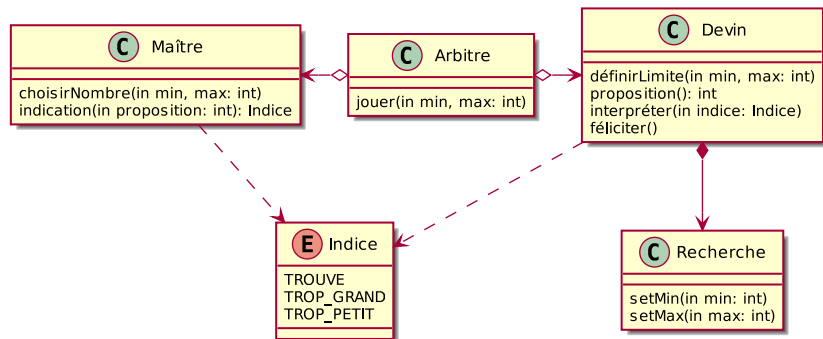 C Maître
choisirNombre(in min, max: int)
indication(in proposition: int): Indice
C Arbitre
jouer(in min, max: int)
C Devin
définirLimite(in min, max: int)
proposition(): int
interpréter(in indice: Indice)
féliciter()
E Indice
TROUVE
TROP_GRAND
TROP_PETIT
C Recherche
setMin(in min: int)
setMax(in max: int)